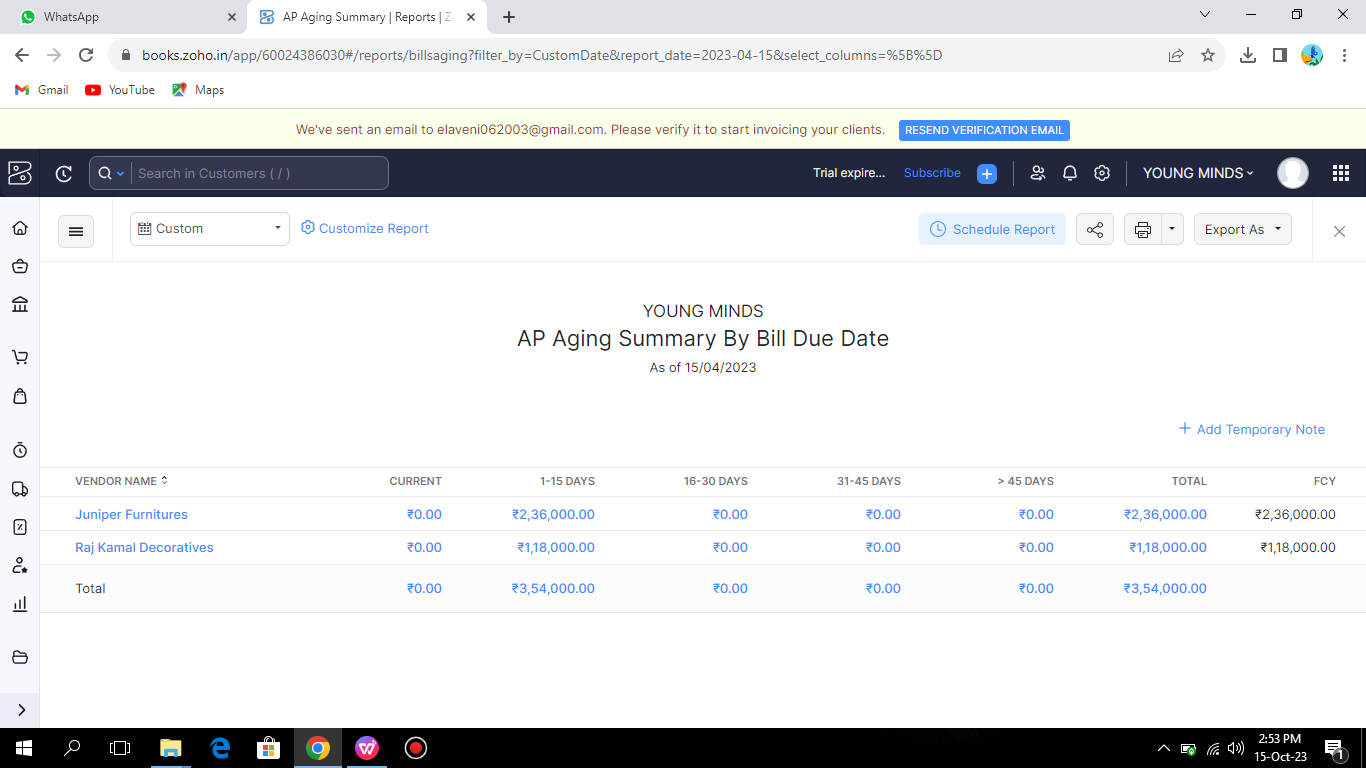 WhatsApp
AP Aging Summary | Reports | Z
books.zoho.in/app/60024386030#/reports/billsaging?filter_by=CustomDate&report_date=2023-04-15&select_columns=%5B%5D
Gmail YouTube Maps
We've sent an email to elaveni062003@gmail.com. Please verify it to start invoicing your clients. RESEND VERIFICATION EMAIL
Search in Customers ( / ) Trial expire... Subscribe YOUNG MINDS
Custom Customize Report Schedule Report Export As
YOUNG MINDS
AP Aging Summary By Bill Due Date
As of 15/04/2023
Add Temporary Note
VENDOR NAME CURRENT 1-15 DAYS 16-30 DAYS 31-45 DAYS > 45 DAYS TOTAL FCY
Juniper Furnitures ₹0.00 ₹2,36,000.00 ₹0.00 ₹0.00 ₹0.00 ₹2,36,000.00 ₹2,36,000.00
Raj Kamal Decoratives ₹0.00 ₹1,18,000.00 ₹0.00 ₹0.00 ₹0.00 ₹1,18,000.00 ₹1,18,000.00
Total ₹0.00 ₹3,54,000.00 ₹0.00 ₹0.00 ₹0.00 ₹3,54,000.00
2:53 PM
15-Oct-23
1